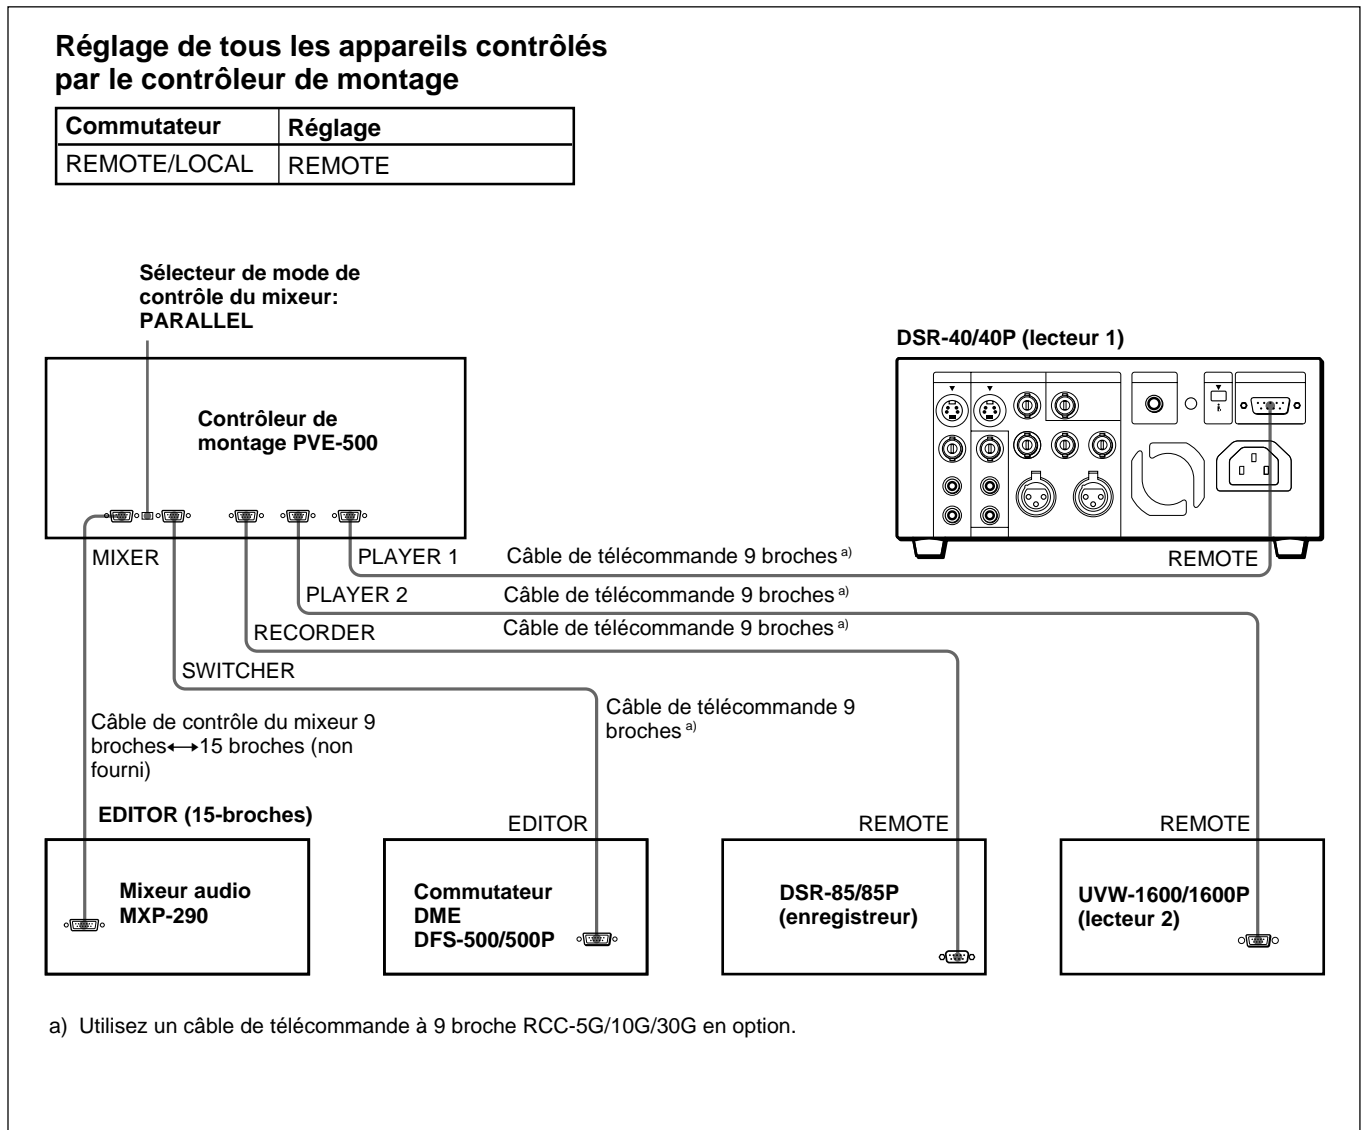 Réglage de tous les appareils contrôlés
par le contrôleur de montage
Commutateur Réglage
REMOTE/LOCAL REMOTE
Sélecteur de mode de
contrôle du mixeur:
PARALLEL
DSR-40/40P (lecteur 1)
Contrôleur de
montage PVE-500
MIXER
PLAYER 1
Câble de télécommande 9 broches a)
REMOTE
PLAYER 2
Câble de télécommande 9 broches a)
RECORDER
Câble de télécommande 9 broches a)
SWITCHER
Câble de contrôle du mixeur 9
broches↔15 broches (non
fourni)
Câble de télécommande 9
broches a)
EDITOR (15-broches)
EDITOR
REMOTE
REMOTE
Mixeur audio
MXP-290
Commutateur
DME
DFS-500/500P
DSR-85/85P
(enregistreur)
UVW-1600/1600P
(lecteur 2)
a) Utilisez un câble de télécommande à 9 broche RCC-5G/10G/30G en option.